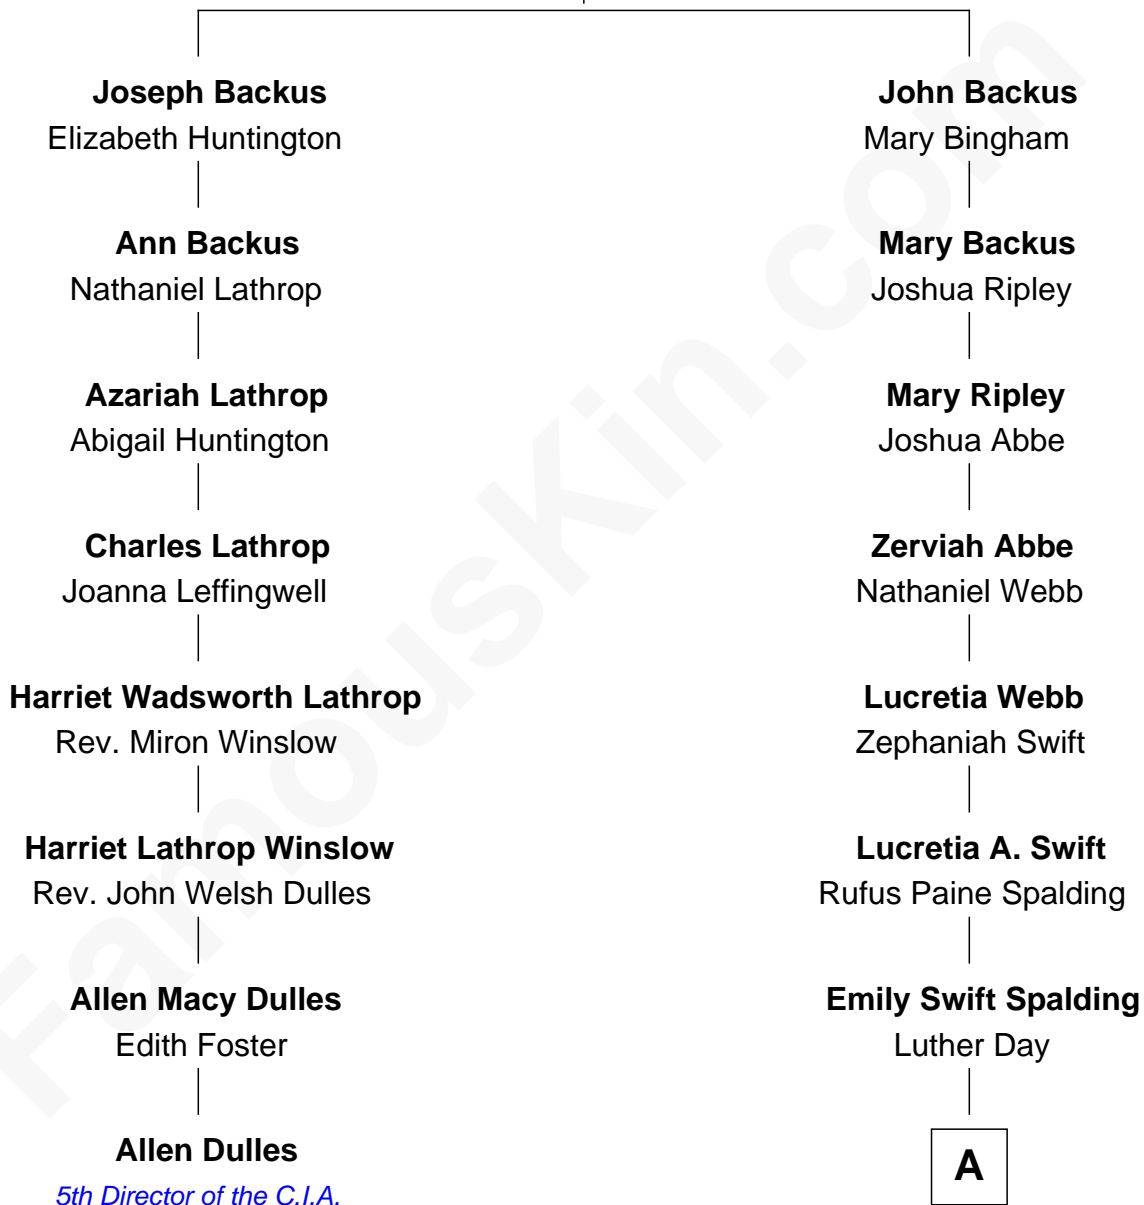 Joseph Backus
Elizabeth Huntington
Ann Backus
Nathaniel Lathrop
Azariah Lathrop
Abigail Huntington
Charles Lathrop
Joanna Leffingwell
Harriet Wadsworth Lathrop
Rev. Miron Winslow
Harriet Lathrop Winslow
Rev. John Welsh Dulles
Allen Macy Dulles
Edith Foster
Allen Dulles
5th Director of the C.I.A.
John Backus
Mary Bingham
Mary Backus
Joshua Ripley
Mary Ripley
Joshua Abbe
Zerviah Abbe
Nathaniel Webb
Lucretia Webb
Zephaniah Swift
Lucretia A. Swift
Rufus Paine Spalding
Emily Swift Spalding
Luther Day
A
FamousKin.com